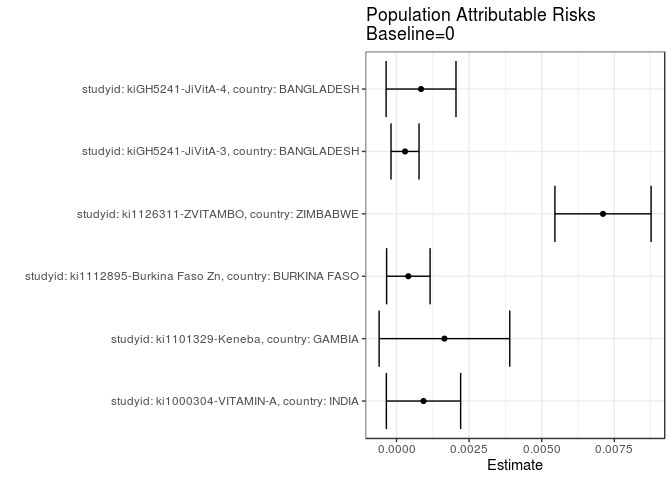 Population Attributable Risks
Baseline=0
studyid: kiGH5241-JiVitA-4, country: BANGLADESH
studyid: kiGH5241-JiVitA-3, country: BANGLADESH
studyid: ki1126311-ZVITAMBO, country: ZIMBABWE
studyid: ki1112895-Burkina Faso Zn, country: BURKINA FASO
studyid: ki1101329-Keneba, country: GAMBIA
studyid: ki1000304-VITAMIN-A, country: INDIA
0.0000 0.0025 0.0050 0.0075
Estimate